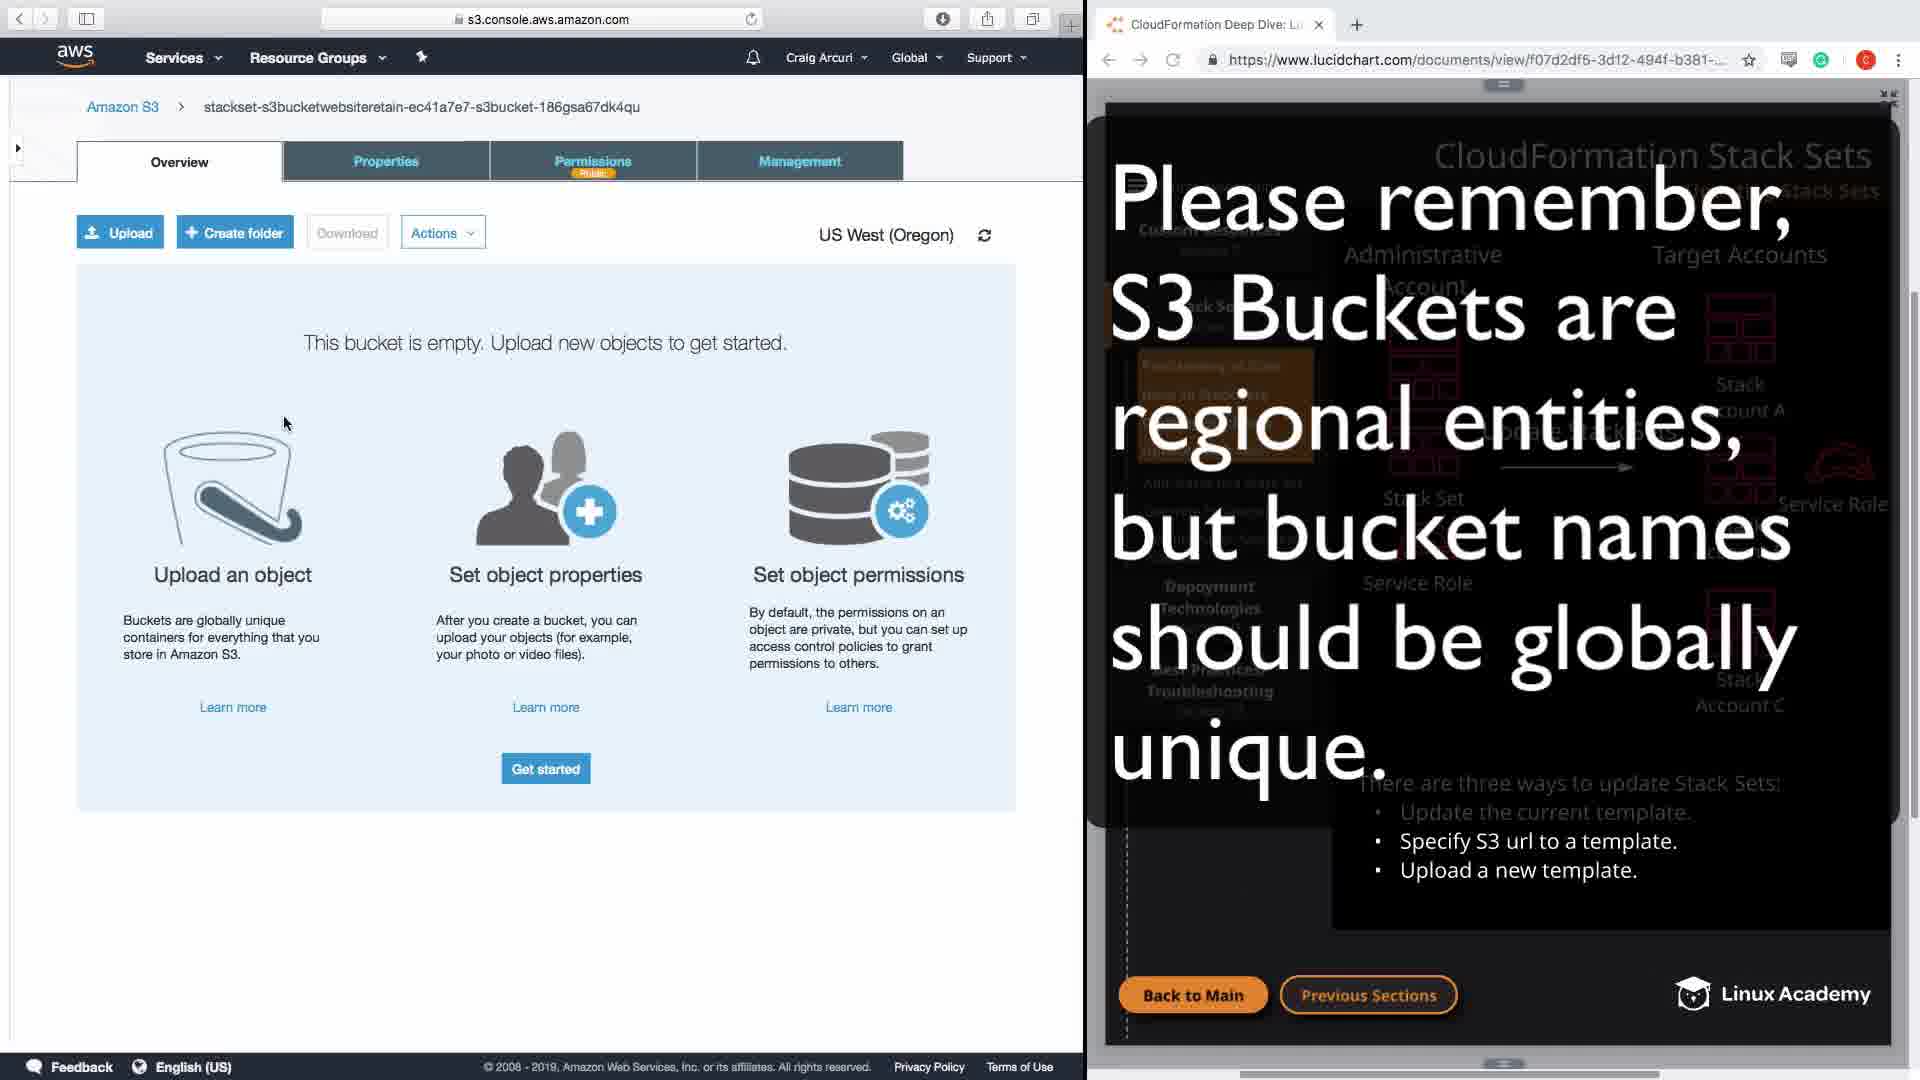 s3.console.aws.amazon.com
aws
Services
Resource Groups
Craig Arcuri
Global
Support
Amazon S3
stackset-s3bucketwebsiteretain-ec41a7e7-s3bucket-186gsa67dk4qu
Overview
Properties
Permissions
Public
Management
Upload
Create folder
Download
Actions
US West (Oregon)
This bucket is empty. Upload new objects to get started.
Upload an object
Buckets are globally unique
containers for everything that you
store in Amazon S3.
Learn more
Set object properties
After you create a bucket, you can
upload your objects (for example,
your photo or video files).
Learn more
Set object permissions
By default, the permissions on an
object are private, but you can set up
access control policies to grant
permissions to others.
Learn more
Get started
Feedback
English (US)
© 2008 - 2019, Amazon Web Services, Inc. or its affiliates. All rights reserved.
Privacy Policy
Terms of Use
CloudFormation Deep Dive: L
https://www.lucidchart.com/documents/view/f07d2df5-3d12-494f-b381-...
C
CloudFormation Stack Sets
Stack Sets
Please remember,
S3 Buckets are
regional entities,
but bucket names
should be globally
unique.
Administrative
Account
Target Accounts
Stack
Account A
Update Stack Sets
Stack Set
Service Role
Service Role
Depoyment
Technologies
Best Practices/
Troubleshooting
Stack
Account C
There are three ways to update Stack Sets:
• Update the current template.
• Specify S3 url to a template.
• Upload a new template.
Back to Main
Previous Sections
Linux Academy